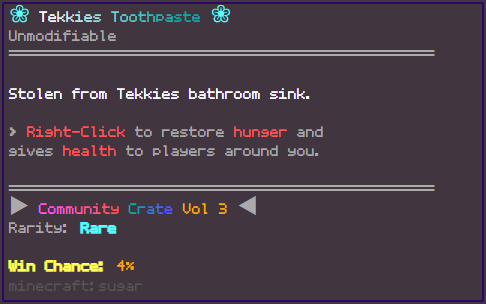 ❀ Tekkies Toothpaste ❀
Unmodifiable
Stolen from Tekkies bathroom sink.
> Right-Click to restore hunger and
gives health to players around you.
▶ Community Crate Vol 3 ◀
Rarity: Rare
Win Chance: 4%
minecraft:sugar